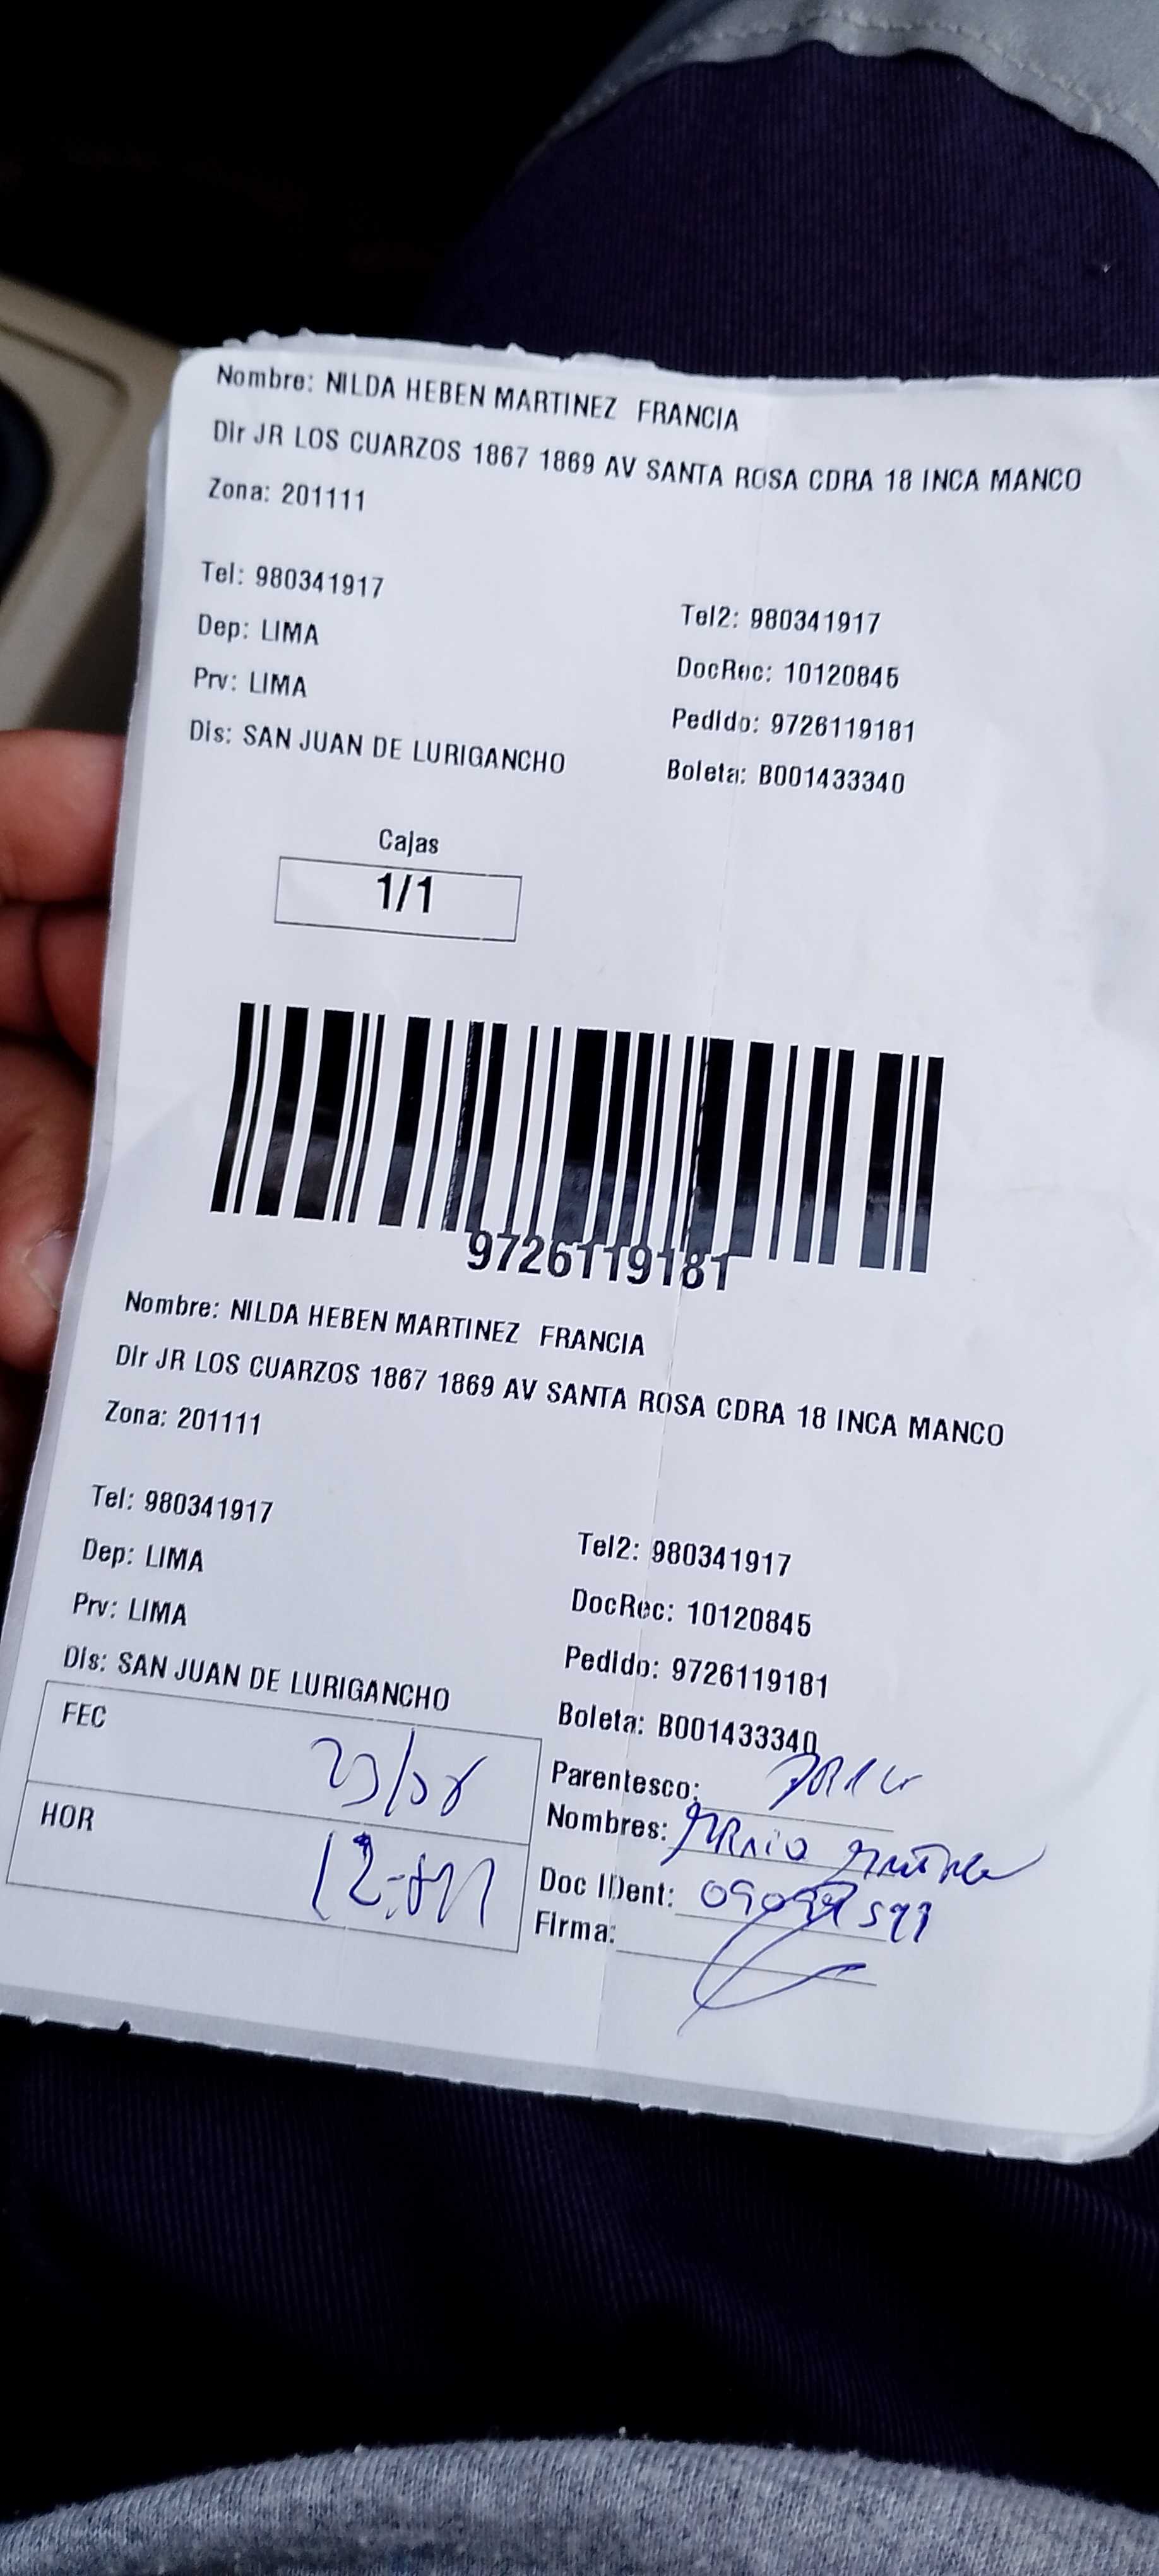 Nombre: NILDA HEBEN MARTINEZ FRANCIA
Dir JR LOS CUARZOS 1867 1869 AV SANTA ROSA CDRA 18 INCA MANCO
Zona: 201111
Tel: 980341917
Tel2: 980341917
Dep: LIMA
DocRec: 10120845
Prv: LIMA
Pedido: 9726119181
Dis: SAN JUAN DE LURIGANCHO
Boleta: B001433340
Cajas
1/1
9726119181
Nombre: NILDA HEBEN MARTINEZ FRANCIA
Dir JR LOS CUARZOS 1867 1869 AV SANTA ROSA CDRA 18 INCA MANCO
Zona: 201111
Tel: 980341917
Tel2: 980341917
Dep: LIMA
DocRec: 10120845
Prv: LIMA
Pedido: 9726119181
Dis: SAN JUAN DE LURIGANCHO
Boleta: B001433340
FEC 23/08
Parentesco:
HOR
Nombres:
Doc IDent:
Firma: